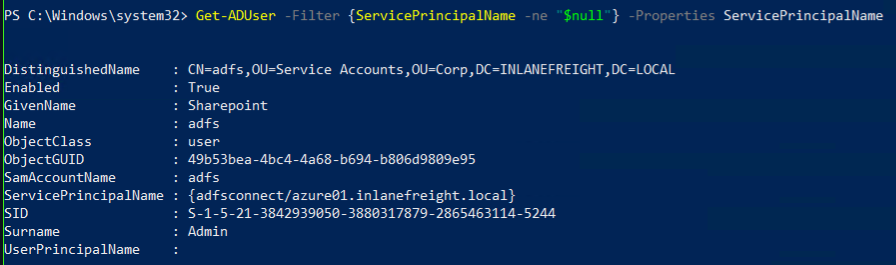 PS C:\Windows\system32> Get-ADUser -Filter {ServicePrincipalName -ne "$null"} -Properties ServicePrincipalName
DistinguishedName : CN=adfs,OU=Service Accounts,OU=Corp,DC=INLANEFREIGHT,DC=LOCAL
Enabled : True
GivenName : Sharepoint
Name : adfs
ObjectClass : user
ObjectGUID : 49b53bea-4bc4-4a68-b694-b806d9809e95
SamAccountName : adfs
ServicePrincipalName : {adfsconnect/azure01.inlanefreight.local}
SID : S-1-5-21-3842939050-3880317879-2865463114-5244
Surname : Admin
UserPrincipalName :